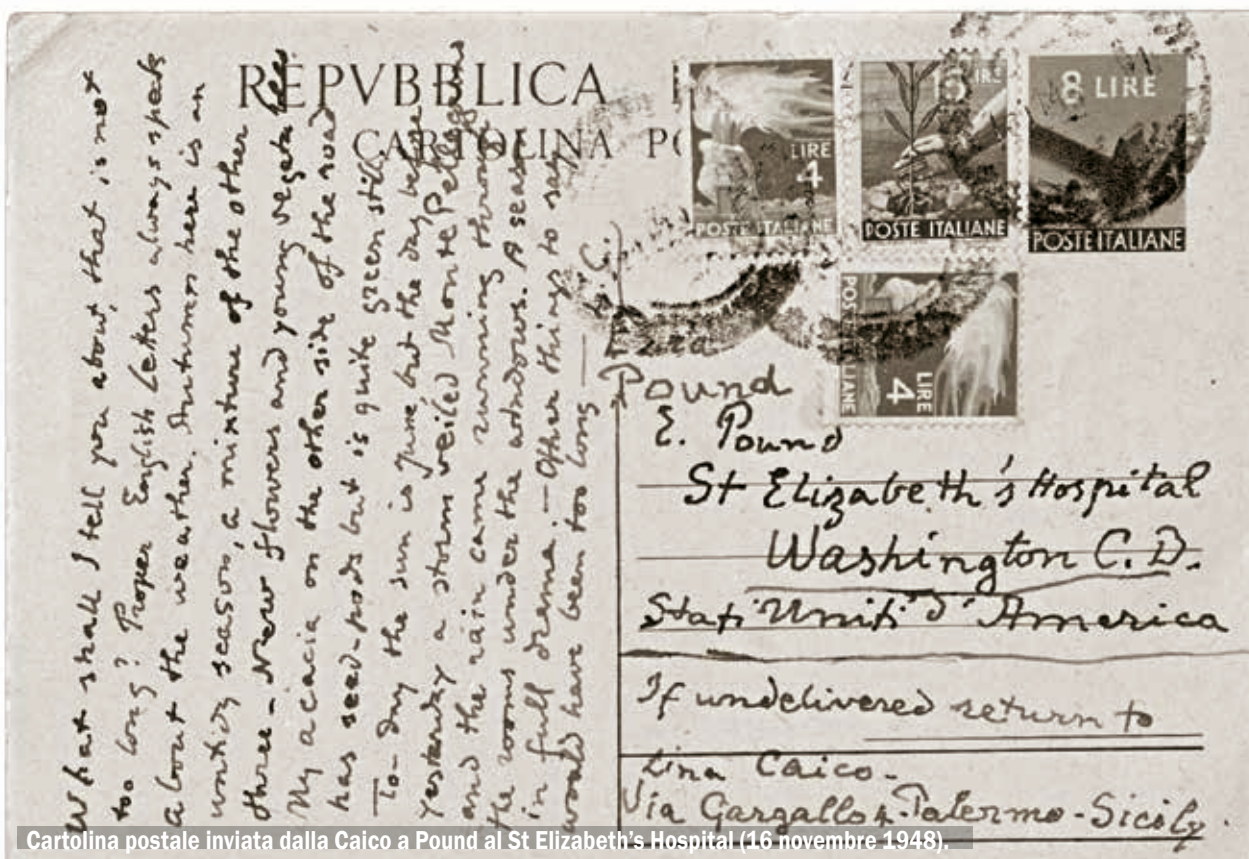 REPVBBLICA
CARTOLINA
LIRE
4
POSTE ITALIANE
POSTE ITALIANE
8 LIRE
POSTE ITALIANE
LIRE
4
What shall I tell you about that is not
too long? Proper English letters always speak
about the weather. Autumn here is an
untidy season, a mixture of the other
three - New flowers and young vegeta bles
My acacia on the other side of the road
has seed-pods but is quite green still
To-day the sun is June but the day before
yesterday a storm veiled Monte Pellegrino
and the rain came running through
the rooms under the windows. A season
in full drama. - Other things to say
would have been too long —
Ezra
Pound
E. Pound
St Elizabeth's Hospital
Washington C.D.
Stati Uniti d'America
If undelivered return to
Lina Caico -
Via Gargallo 4 - Palermo - Sicily
Cartolina postale inviata dalla Caico a Pound al St Elizabeth's Hospital (16 novembre 1948).